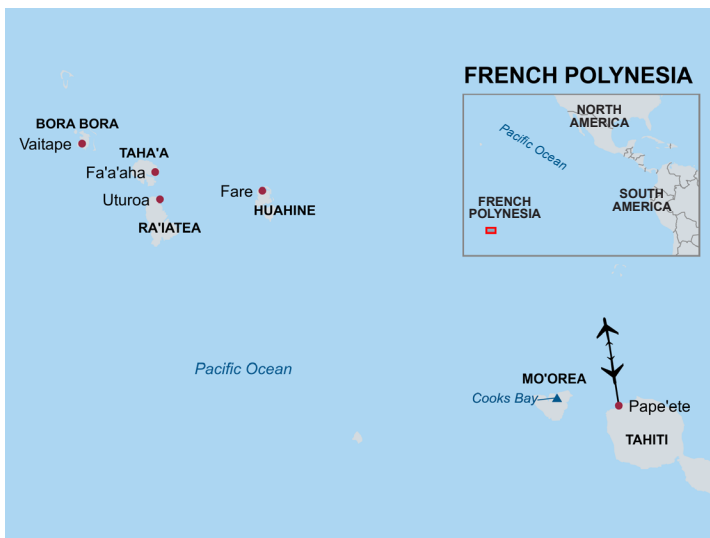 FRENCH POLYNESIA
NORTH
AMERICA
Pacific Ocean
SOUTH
AMERICA
FRENCH
POLYNESIA
BORA BORA
Vaitape
TAHA'A
Fa'a'aha
Uturoa
RA'IATEA
Fare
HUAHINE
Pacific Ocean
MO'OREA
Cooks Bay
Pape'ete
TAHITI